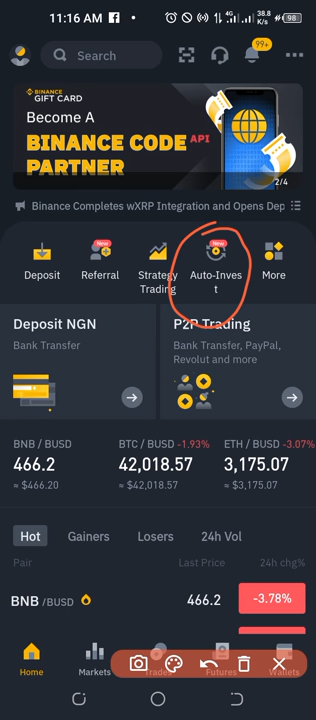 11:16 AM
4G
38.8
K/s
98
Search
99+
BINANCE
GIFT CARD
Become A
BINANCE CODE API
PARTNER
2/4
Binance Completes wXRP Integration and Opens Dep
New
New
Deposit
Referral
Strategy
Trading
Auto-Inves
t
More
Deposit NGN
Bank Transfer
P2P Trading
Bank Transfer, PayPal,
Revolut and more
BNB / BUSD
BTC / BUSD -1.93%
ETH / BUSD -3.07%
466.2
42,018.57
3,175.07
≈ $466.20
≈ $42,018.57
≈ $3,175.07
Hot
Gainers
Losers
24h Vol
Pair
Last Price
24h chg%
BNB /BUSD
466.2
-3.78%
Home
Markets
Trades
Futures
Wallets